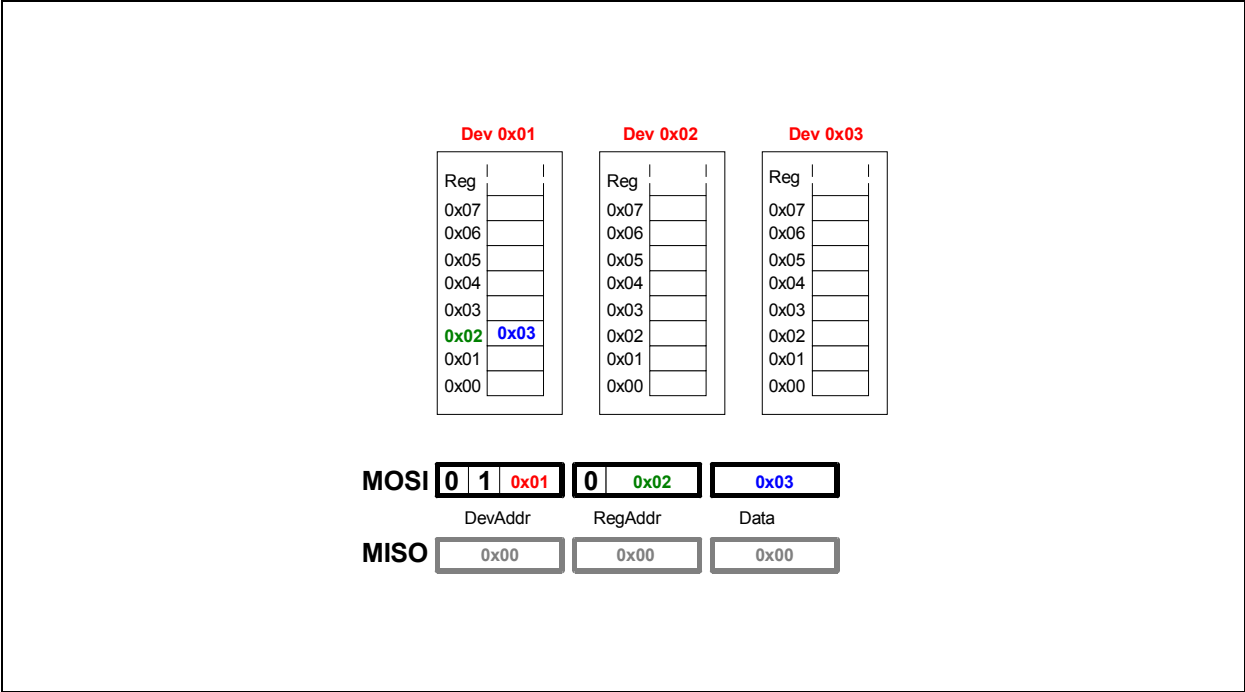 Dev 0x01 Dev 0x02 Dev 0x03
Reg Reg Reg
0x07 0x07 0x07
0x06 0x06 0x06
0x05 0x05 0x05
0x04 0x04 0x04
0x03 0x03 0x03
0x02 0x03 0x02 0x02
0x01 0x01 0x01
0x00 0x00 0x00
MOSI 0 1 0x01 0 0x02 0x03
DevAddr RegAddr Data
MISO 0x00 0x00 0x00